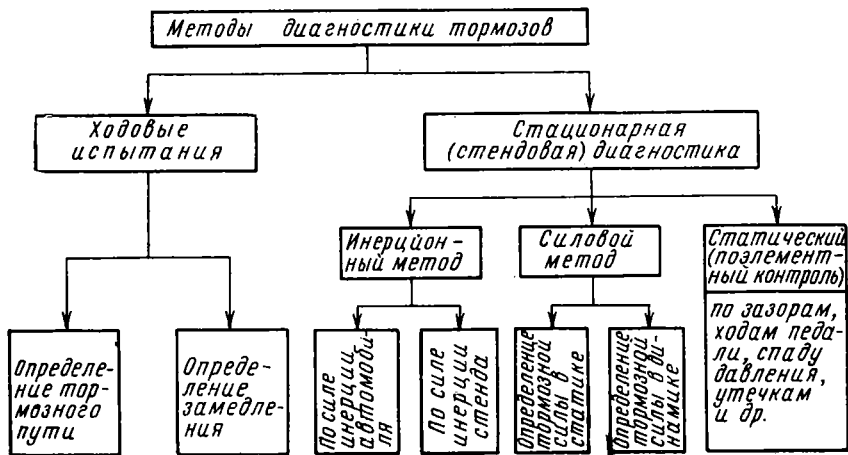 Методы диагностики тормозов
Ходовые
испытания
Стационарная
(стендовая) диагностика
Инерцион-
ный метод
Силовой
метод
Статический
(поэлемент-
ный контроль)
Определе-
ние тор-
мозного
пути
Опреде-
ление
замедле-
ния
По силе
инерции
автомоби-
ля
По силе
инерции
стенда
Определение
тормозной
силы в
статике
Определение
тормозной
силы в ди-
намике
по зазорам,
ходам педа-
ли, спаду
давления,
утечкам
и др.